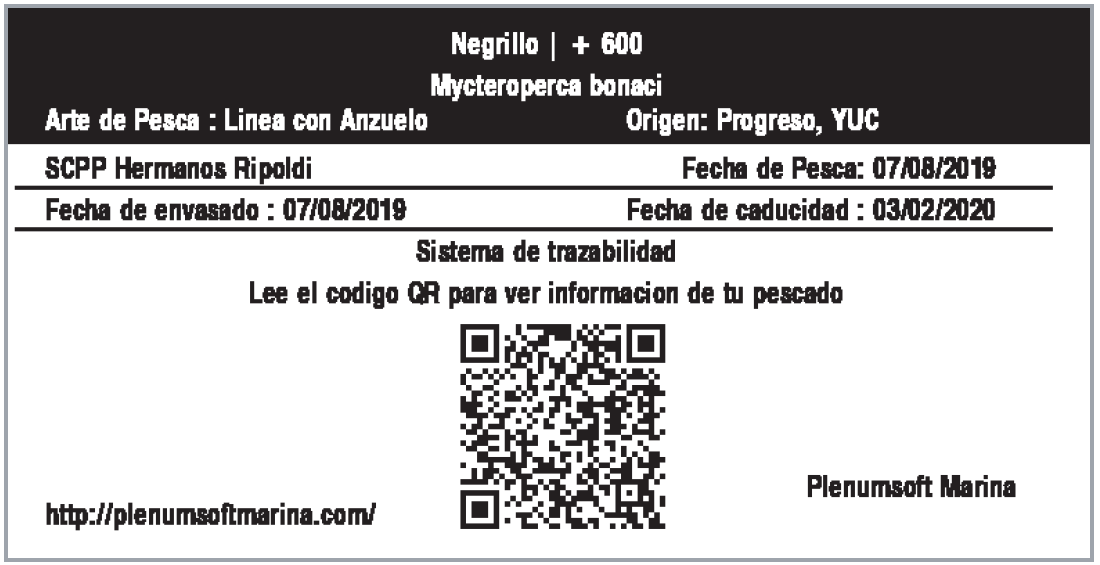 Negrillo | + 600
Mycteroperca bonaci
Arte de Pesca : Linea con Anzuelo Origen: Progreso, YUC
SCPP Hermanos Ripoldi Fecha de Pesca: 07/08/2019
Fecha de envasado : 07/08/2019 Fecha de caducidad : 03/02/2020
Sistema de trazabilidad
Lee el codigo QR para ver informacion de tu pescado
Plenumsoft Marina
http://plenumsoftmarina.com/